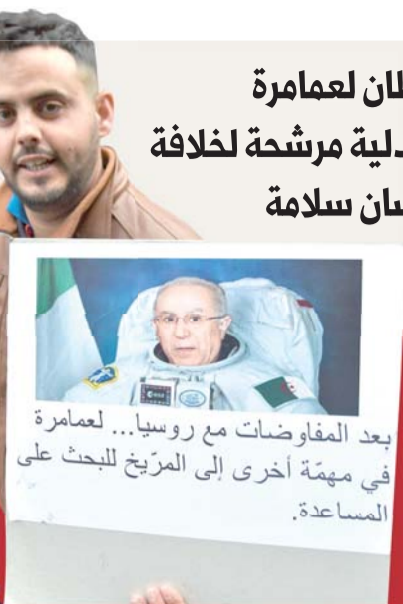 طان لعمامرة
دلية مرشحة لخلافة
سان سلامة
بعد المفاوضات مع روسيا... لعمامرة
في مهمّة أخرى إلى المرّيخ للبحث على
المساعدة.